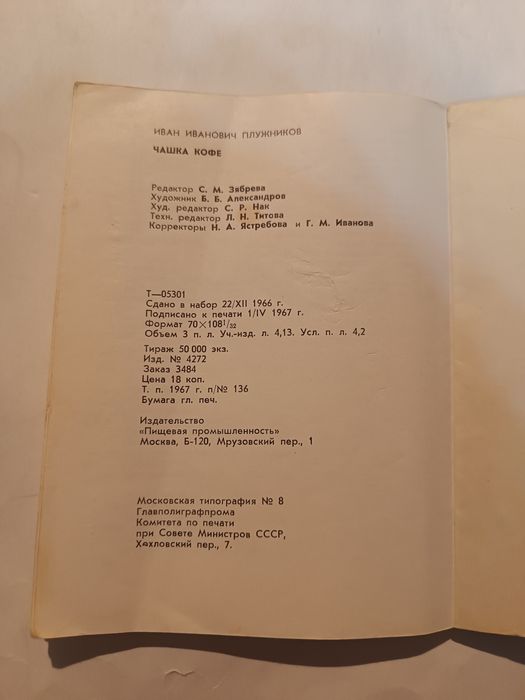 ИВАН ИВАНОВИЧ ПЛУЖНИКОВ
ЧАШКА КОФЕ
Редактор С. М. Зябрева
Художник Б. Б. Александров
Худ. редактор С. Р. Нак
Техн. редактор Л. Н. Титова
Корректоры Н. А. Ястребова и Г. М. Иванова
Т—05301
Сдано в набор 22/XII 1966 г.
Подписано к печати 1/IV 1967 г.
Формат 70×108¹/₃₂
Объем 3 п. л. Уч.-изд. л. 4,13. Усл. п. л. 4,2
Тираж 50 000 экз.
Изд. № 4272
Заказ 3484
Цена 18 коп.
Т. п. 1967 г. п/№ 136
Бумага гл. печ.
Издательство
«Пищевая промышленность»
Москва, Б-120, Мрузовский пер., 1
Московская типография № 8
Главполиграфпрома
Комитета по печати
при Совете Министров СССР,
Хохловский пер., 7.